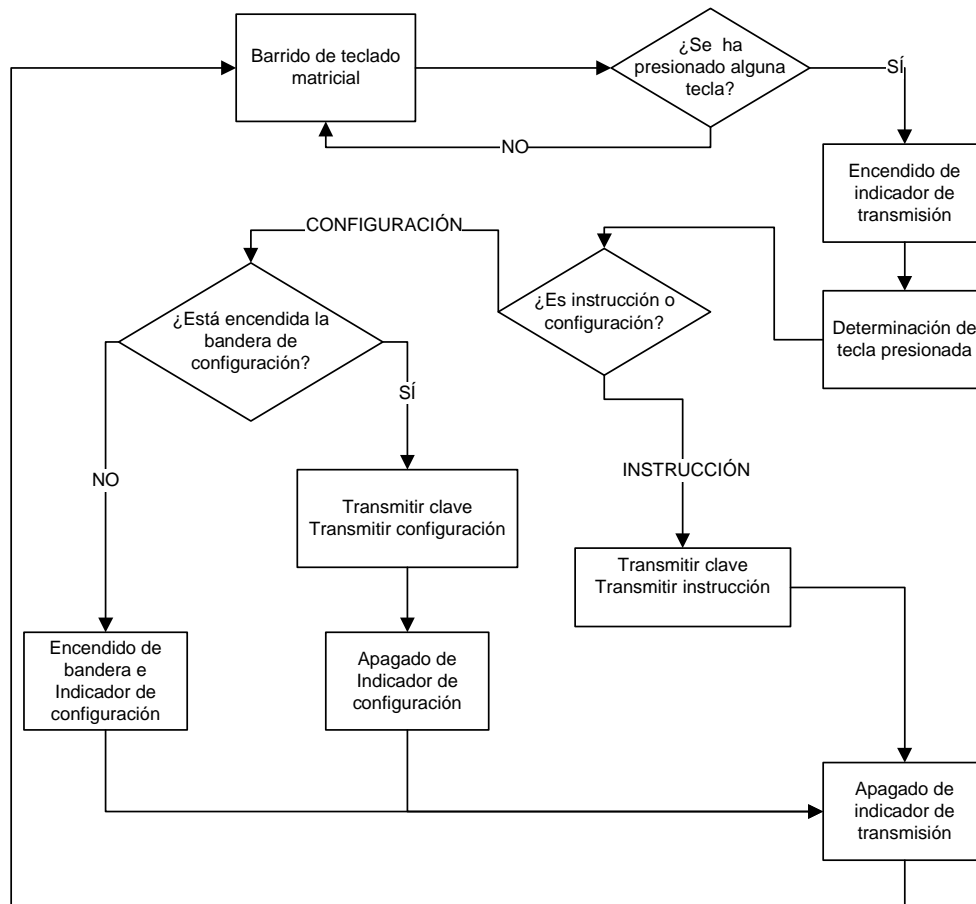 Barrido de teclado
matricial
¿Se ha
presionado alguna
tecla?
SÍ
NO
Encendido de
indicador de
transmisión
Determinación de
tecla presionada
¿Es instrucción o
configuración?
CONFIGURACIÓN
¿Está encendida la
bandera de
configuración?
SÍ
NO
INSTRUCCIÓN
Transmitir clave
Transmitir configuración
Transmitir clave
Transmitir instrucción
Encendido de
bandera e
Indicador de
configuración
Apagado de
Indicador de
configuración
Apagado de
indicador de
transmisión